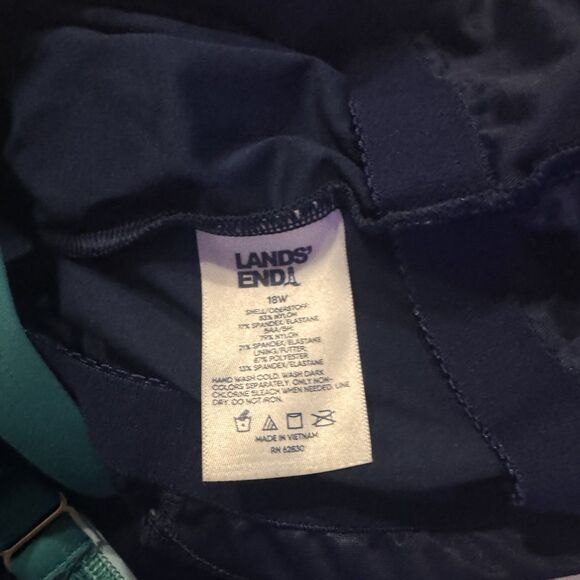 LANDS'
END
18W
SHELL/OBERSTOFF:
83% NYLON
17% SPANDEX/ELASTANE
BAA/BH:
79% NYLON
21% SPANDEX/ELASTANE
LINING/FUTTER:
87% POLYESTER
13% SPANDEX/ELASTANE
HAND WASH COLD. WASH DARK
COLORS SEPARATELY. ONLY NON-
CHLORINE BLEACH WHEN NEEDED. LINE
DRY. DO NOT IRON.
MADE IN VIETNAM
RN 62830